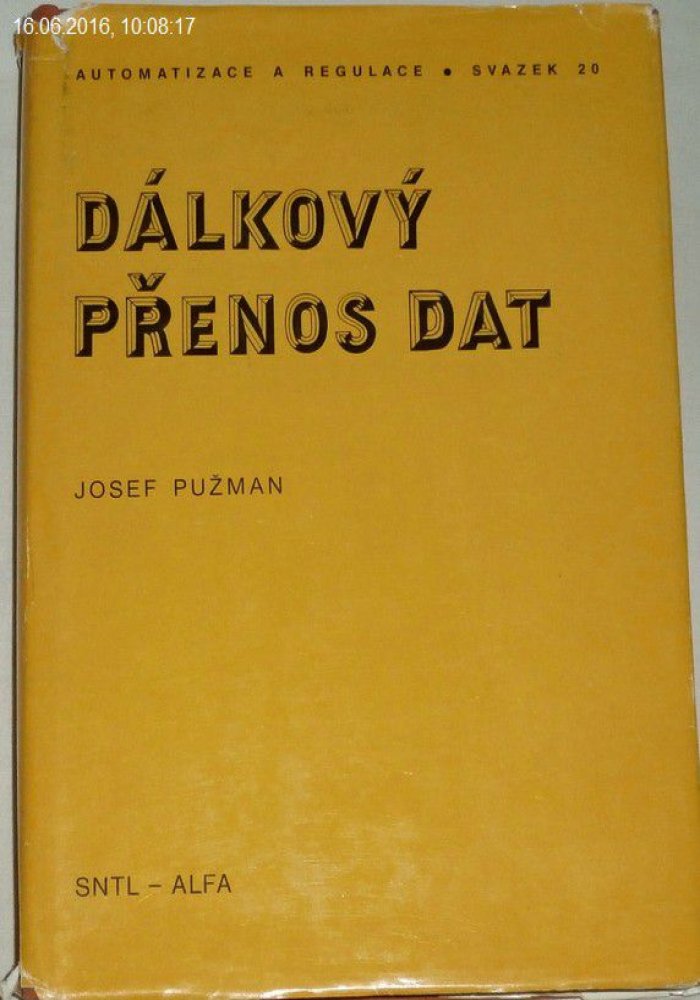 16.06.2016, 10:08:17
AUTOMATIZACE A REGULACE • SVAZEK 20
DÁLKOVÝ
PŘENOS DAT
JOSEF PUŽMAN
SNTL – ALFA